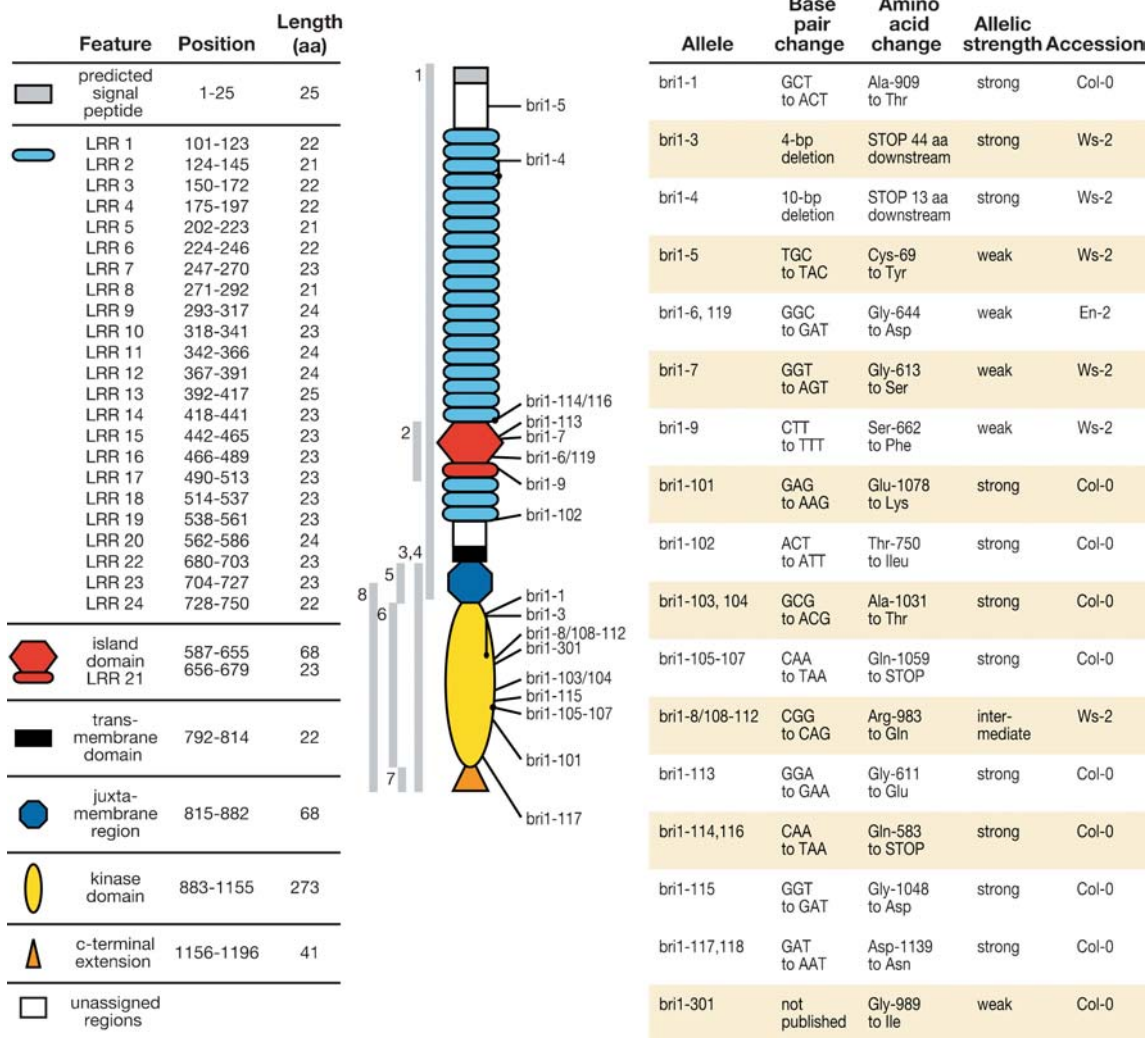 Feature Position Length (aa)
predicted signal peptide 1-25 25
LRR 1 101-123 22
LRR 2 124-145 21
LRR 3 150-172 22
LRR 4 175-197 22
LRR 5 202-223 21
LRR 6 224-246 22
LRR 7 247-270 23
LRR 8 271-292 21
LRR 9 293-317 24
LRR 10 318-341 23
LRR 11 342-366 24
LRR 12 367-391 24
LRR 13 392-417 25
LRR 14 418-441 23
LRR 15 442-465 23
LRR 16 466-489 23
LRR 17 490-513 23
LRR 18 514-537 23
LRR 19 538-561 23
LRR 20 562-586 24
LRR 22 680-703 23
LRR 23 704-727 23
LRR 24 728-750 22
island domain 587-655 68
LRR 21 656-679 23
trans-membrane domain 792-814 22
juxta-membrane region 815-882 68
kinase domain 883-1155 273
c-terminal extension 1156-1196 41
unassigned regions
1
bri1-5
bri1-4
bri1-114/116
2
bri1-113
bri1-7
bri1-6/119
bri1-9
bri1-102
3,4
5
8
6
bri1-1
bri1-3
bri1-8/108-112
bri1-301
bri1-103/104
bri1-115
bri1-105-107
bri1-101
7
bri1-117
Allele Base pair change Amino acid change Allelic strength Accession
bri1-1 GCT to ACT Ala-909 to Thr strong Col-0
bri1-3 4-bp deletion STOP 44 aa downstream strong Ws-2
bri1-4 10-bp deletion STOP 13 aa downstream strong Ws-2
bri1-5 TGC to TAC Cys-69 to Tyr weak Ws-2
bri1-6, 119 GGC to GAT Gly-644 to Asp weak En-2
bri1-7 GGT to AGT Gly-613 to Ser weak Ws-2
bri1-9 CTT to TTT Ser-662 to Phe weak Ws-2
bri1-101 GAG to AAG Glu-1078 to Lys strong Col-0
bri1-102 ACT to ATT Thr-750 to Ileu strong Col-0
bri1-103, 104 GCG to ACG Ala-1031 to Thr strong Col-0
bri1-105-107 CAA to TAA Gln-1059 to STOP strong Col-0
bri1-8/108-112 CGG to CAG Arg-983 to Gln inter-mediate Ws-2
bri1-113 GGA to GAA Gly-611 to Glu strong Col-0
bri1-114,116 CAA to TAA Gln-583 to STOP strong Col-0
bri1-115 GGT to GAT Gly-1048 to Asp strong Col-0
bri1-117,118 GAT to AAT Asp-1139 to Asn strong Col-0
bri1-301 not published Gly-989 to Ile weak Col-0